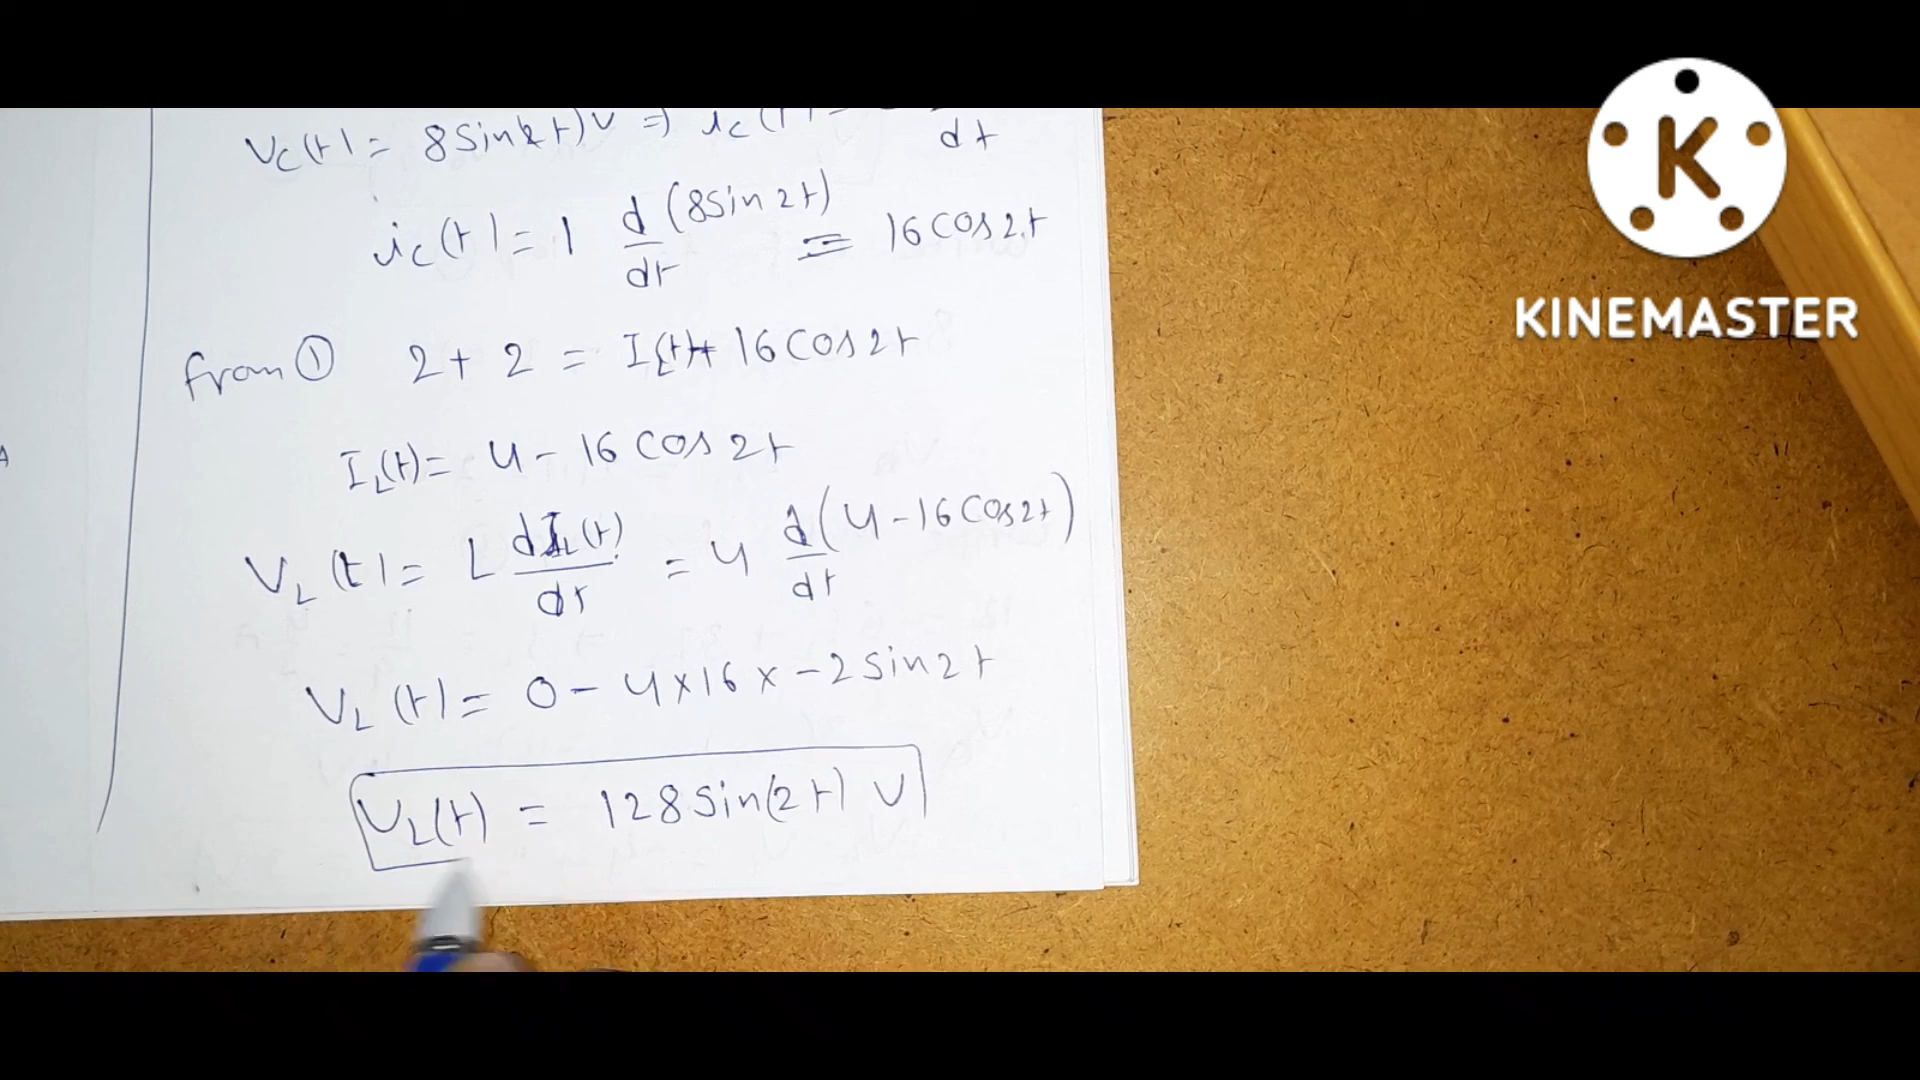 Vc(t) = 8 sin(2t) V ⇒ ic(t) =
dt
ic(t) = 1 d/dt (8 sin 2t) = 16 cos 2t
from ① 2 + 2 = IL(t) + 16 cos 2t
IL(t) = 4 - 16 cos 2t
VL(t) = L dIL(t)/dt = 4 d/dt (4 - 16 cos 2t)
VL(t) = 0 - 4 × 16 × -2 sin 2t
VL(t) = 128 sin(2t) V
K
KINEMASTER